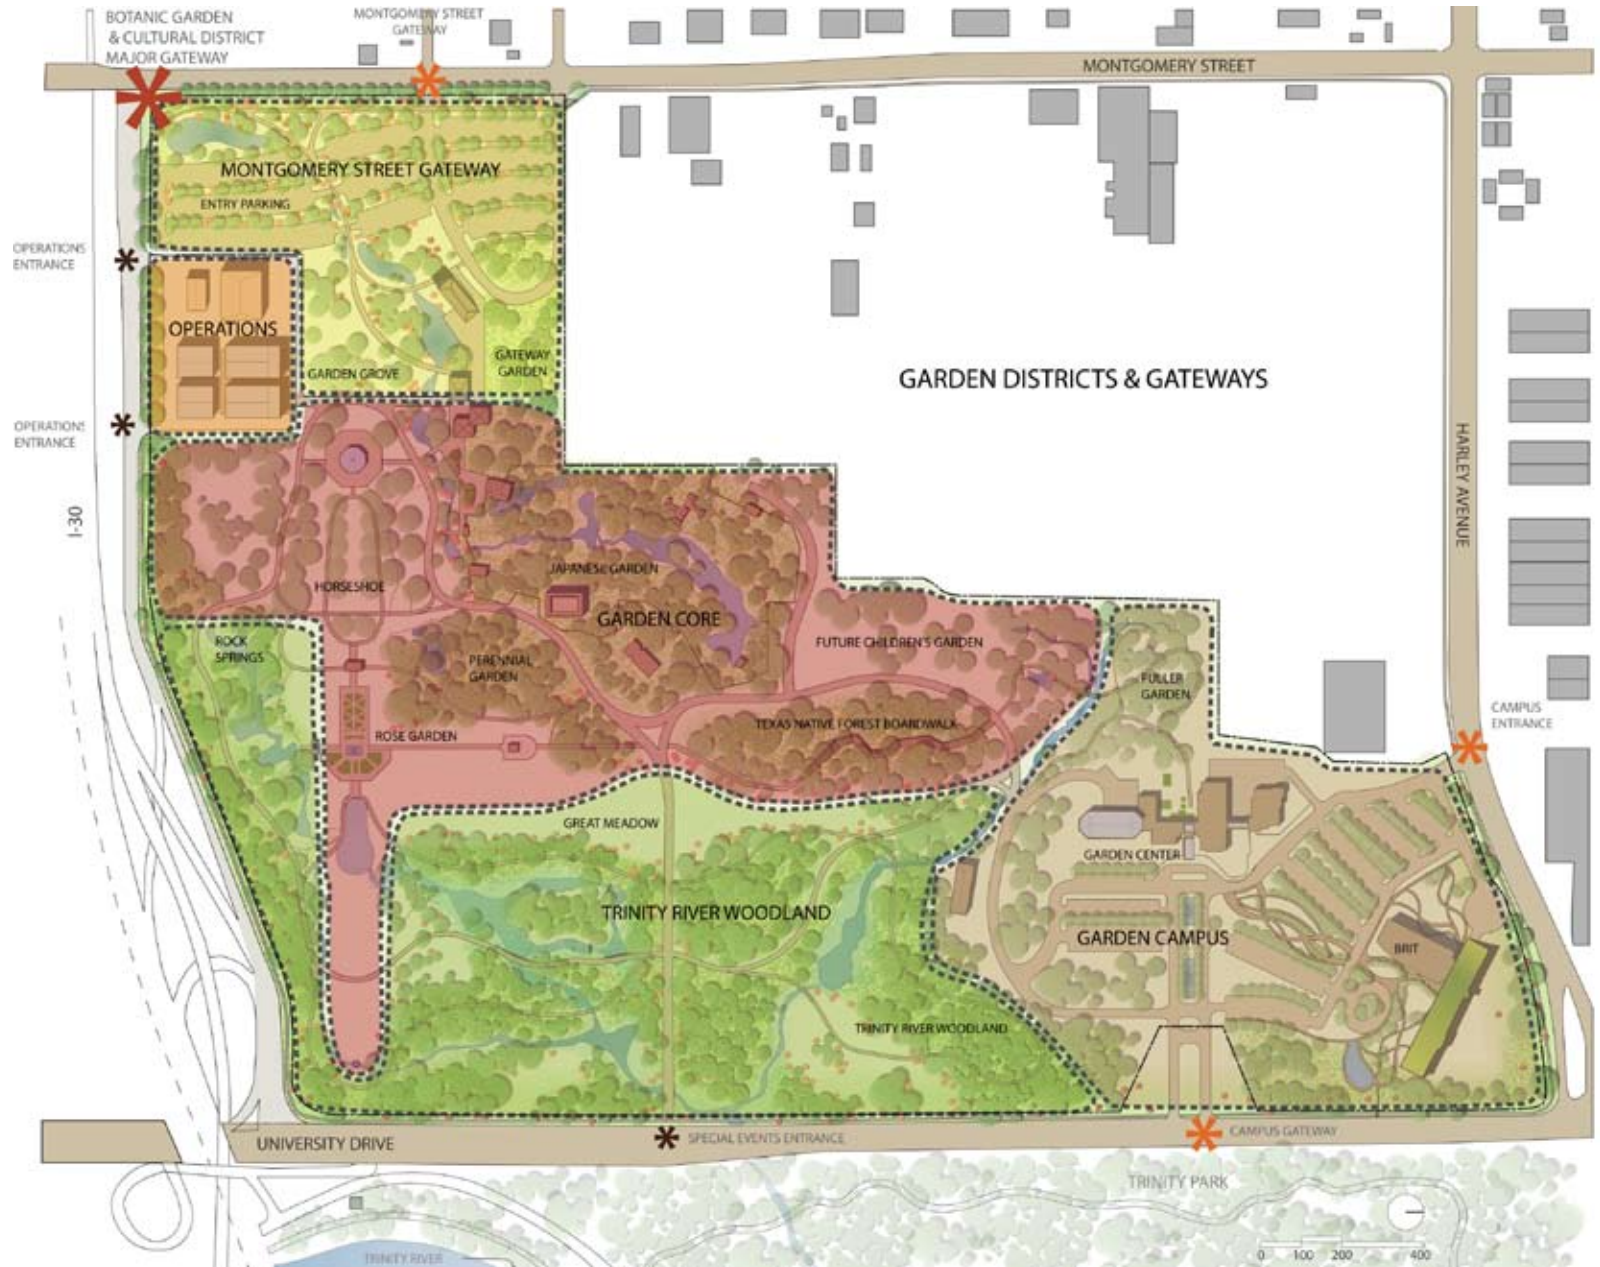 BOTANIC GARDEN
& CULTURAL DISTRICT
MAJOR GATEWAY
MONTGOMERY STREET
GATEWAY
MONTGOMERY STREET
MONTGOMERY STREET GATEWAY
ENTRY PARKING
OPERATIONS
ENTRANCE
OPERATIONS
GARDEN GROVE
GATEWAY
GARDEN
GARDEN DISTRICTS & GATEWAYS
OPERATIONS
ENTRANCE
I-30
HARLEY AVENUE
JAPANESE GARDEN
HORSESHOE
GARDEN CORE
ROCK
SPRINGS
PERENNIAL
GARDEN
FUTURE CHILDREN'S GARDEN
FULLER
GARDEN
CAMPUS
ENTRANCE
ROSE GARDEN
TEXAS NATIVE FOREST BOARDWALK
GREAT MEADOW
GARDEN CENTER
TRINITY RIVER WOODLAND
GARDEN CAMPUS
BRIT
TRINITY RIVER WOODLAND
UNIVERSITY DRIVE
SPECIAL EVENTS ENTRANCE
CAMPUS GATEWAY
TRINITY PARK
TRINITY RIVER
0 100 200 400